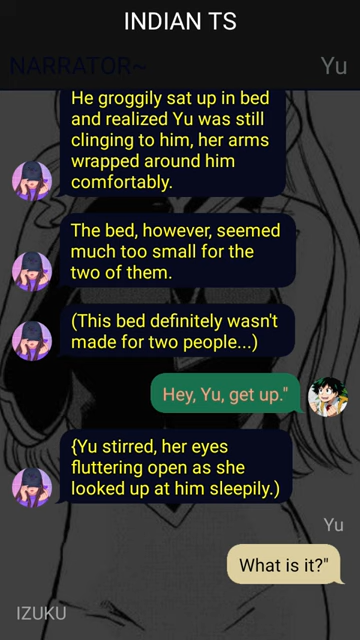 INDIAN TS
NARRATOR~
Yu
He groggily sat up in bed
and realized Yu was still
clinging to him, her arms
wrapped around him
comfortably.
The bed, however, seemed
much too small for the
two of them.
(This bed definitely wasn't
made for two people...)
Hey, Yu, get up."
{Yu stirred, her eyes
fluttering open as she
looked up at him sleepily.)
Yu
What is it?"
IZUKU